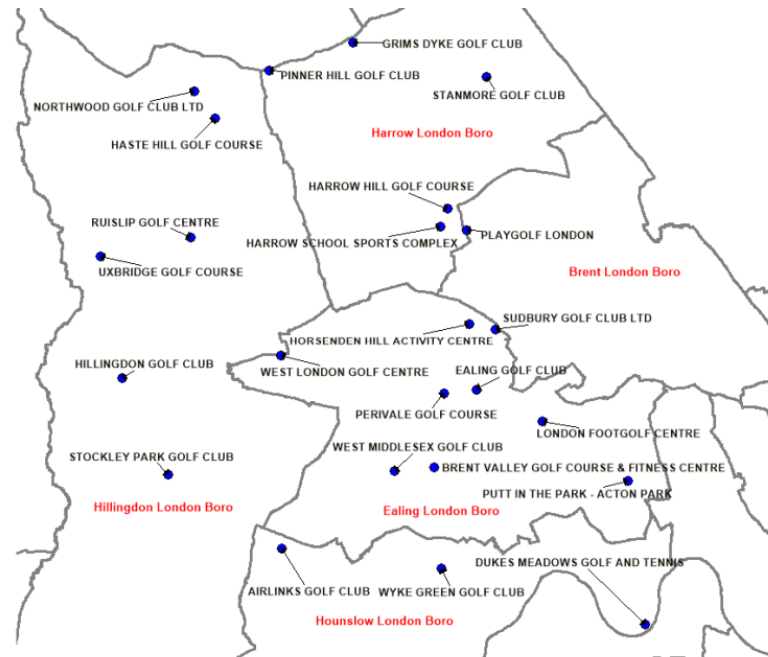 GRIMS DYKE GOLF CLUB
PINNER HILL GOLF CLUB
STANMORE GOLF CLUB
NORTHWOOD GOLF CLUB LTD
Harrow London Boro
HASTE HILL GOLF COURSE
HARROW HILL GOLF COURSE
RUISLIP GOLF CENTRE
PLAYGOLF LONDON
HARROW SCHOOL SPORTS COMPLEX
UXBRIDGE GOLF COURSE
Brent London Boro
SUDBURY GOLF CLUB LTD
HORSENDEN HILL ACTIVITY CENTRE
HILLINGDON GOLF CLUB
WEST LONDON GOLF CENTRE
EALING GOLF CLUB
PERIVALE GOLF COURSE
LONDON FOOTGOLF CENTRE
WEST MIDDLESEX GOLF CLUB
STOCKLEY PARK GOLF CLUB
BRENT VALLEY GOLF COURSE & FITNESS CENTRE
PUTT IN THE PARK - ACTON PARK
Hillingdon London Boro
Ealing London Boro
DUKES MEADOWS GOLF AND TENNIS
AIRLINKS GOLF CLUB
WYKE GREEN GOLF CLUB
Hounslow London Boro